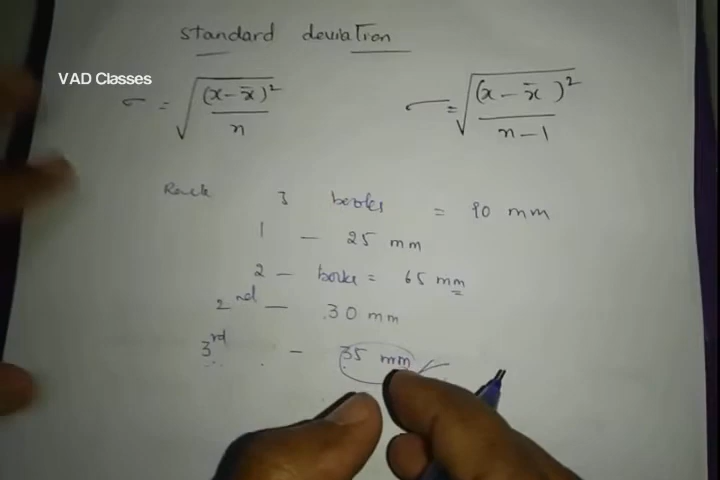 standard deviation
VAD Classes
σ = √((x - x̄)² / n)
σ = √((x - x̄)² / n - 1)
Rack 3 books = 90 mm
1 - 25 mm
2 - books = 65 mm
2nd - 30 mm
3rd - 35 mm